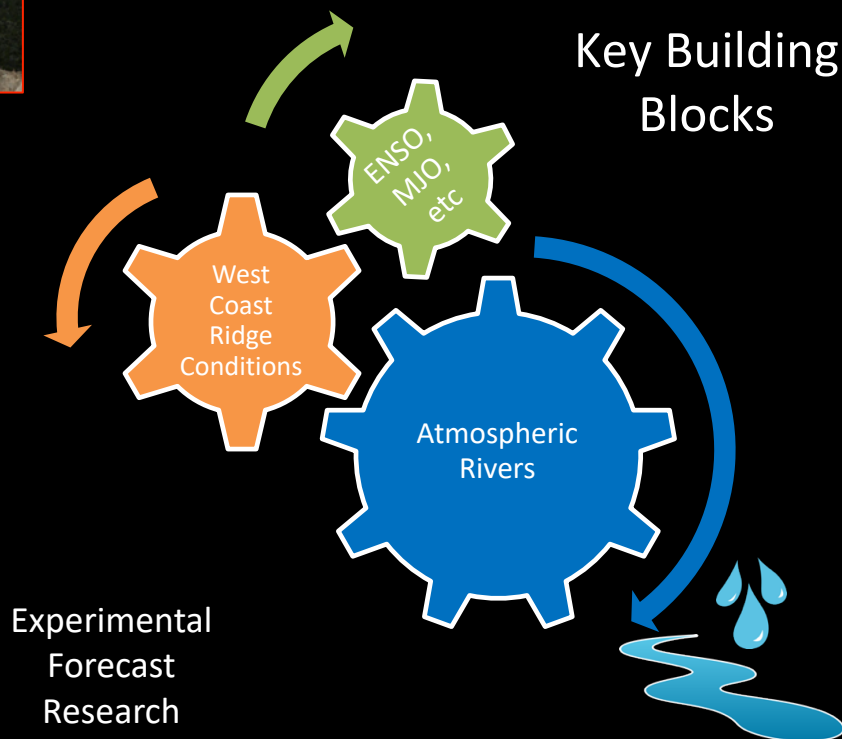 Key Building
Blocks
ENSO,
MJO,
etc
West
Coast
Ridge
Conditions
Atmospheric
Rivers
Experimental
Forecast
Research